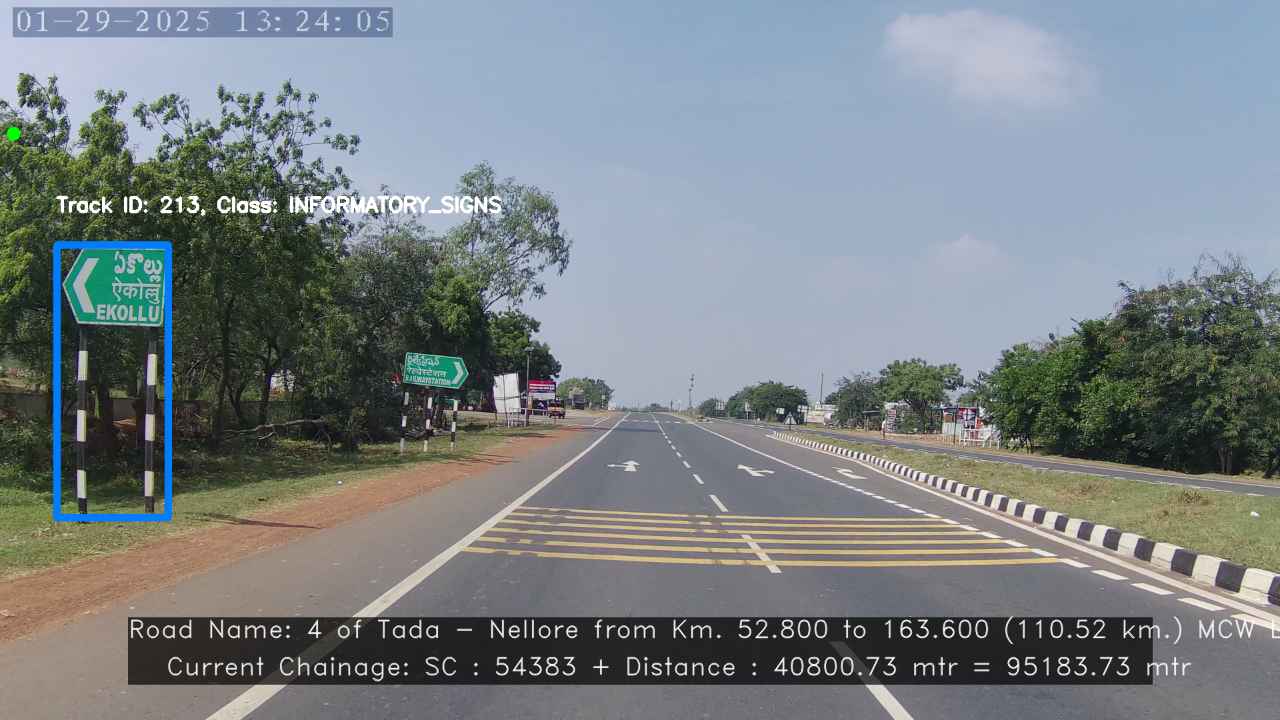 01-29-2025 13:24:05
Track ID: 213, Class: INFORMATORY_SIGNS
ఏకొల్లు
ऐकोल्लु
EKOLLU
रेलवेस्टेशन
RAILWAYSTATION
Road Name: 4 of Tada - Nellore from Km. 52.800 to 163.600 (110.52 km.) MCW L
Current Chainage: SC : 54383 + Distance : 40800.73 mtr = 95183.73 mtr